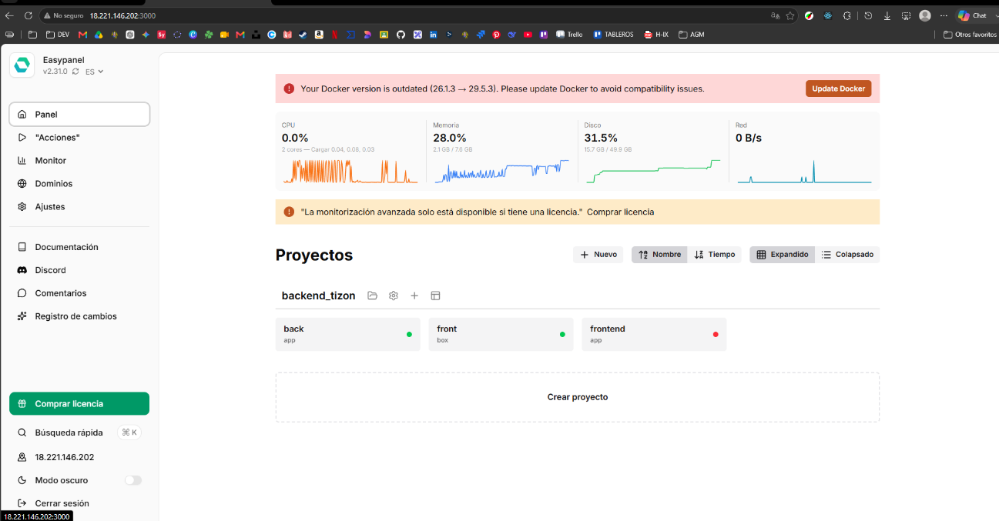 No seguro 18.221.146.202:3000
Chat
DEV
Trello
TABLEROS
H-IX
AGM
Otros favoritos
Easypanel
v2.31.0 ES
Panel
"Acciones"
Monitor
Dominios
Ajustes
Documentación
Discord
Comentarios
Registro de cambios
Comprar licencia
Búsqueda rápida ⌘ K
18.221.146.202
Modo oscuro
Cerrar sesión
18.221.146.202:3000
Your Docker version is outdated (26.1.3 → 29.5.3). Please update Docker to avoid compatibility issues.
Update Docker
CPU
0.0%
2 cores — Cargar 0.04, 0.08, 0.03
Memoria
28.0%
2.1 GB / 7.6 GB
Disco
31.5%
15.7 GB / 49.9 GB
Red
0 B/s
"La monitorización avanzada solo está disponible si tiene una licencia." Comprar licencia
Proyectos
Nuevo
Nombre
Tiempo
Expandido
Colapsado
backend_tizon
back
app
front
box
frontend
app
Crear proyecto